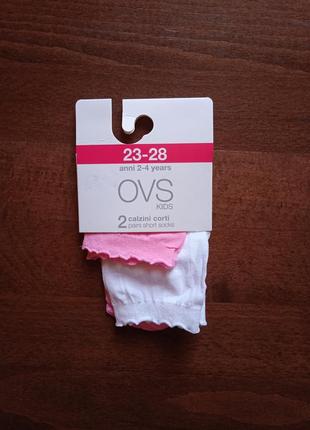 23-28
anni 2-4 years
OVS
KIDS
2 calzini corti
pairs short socks